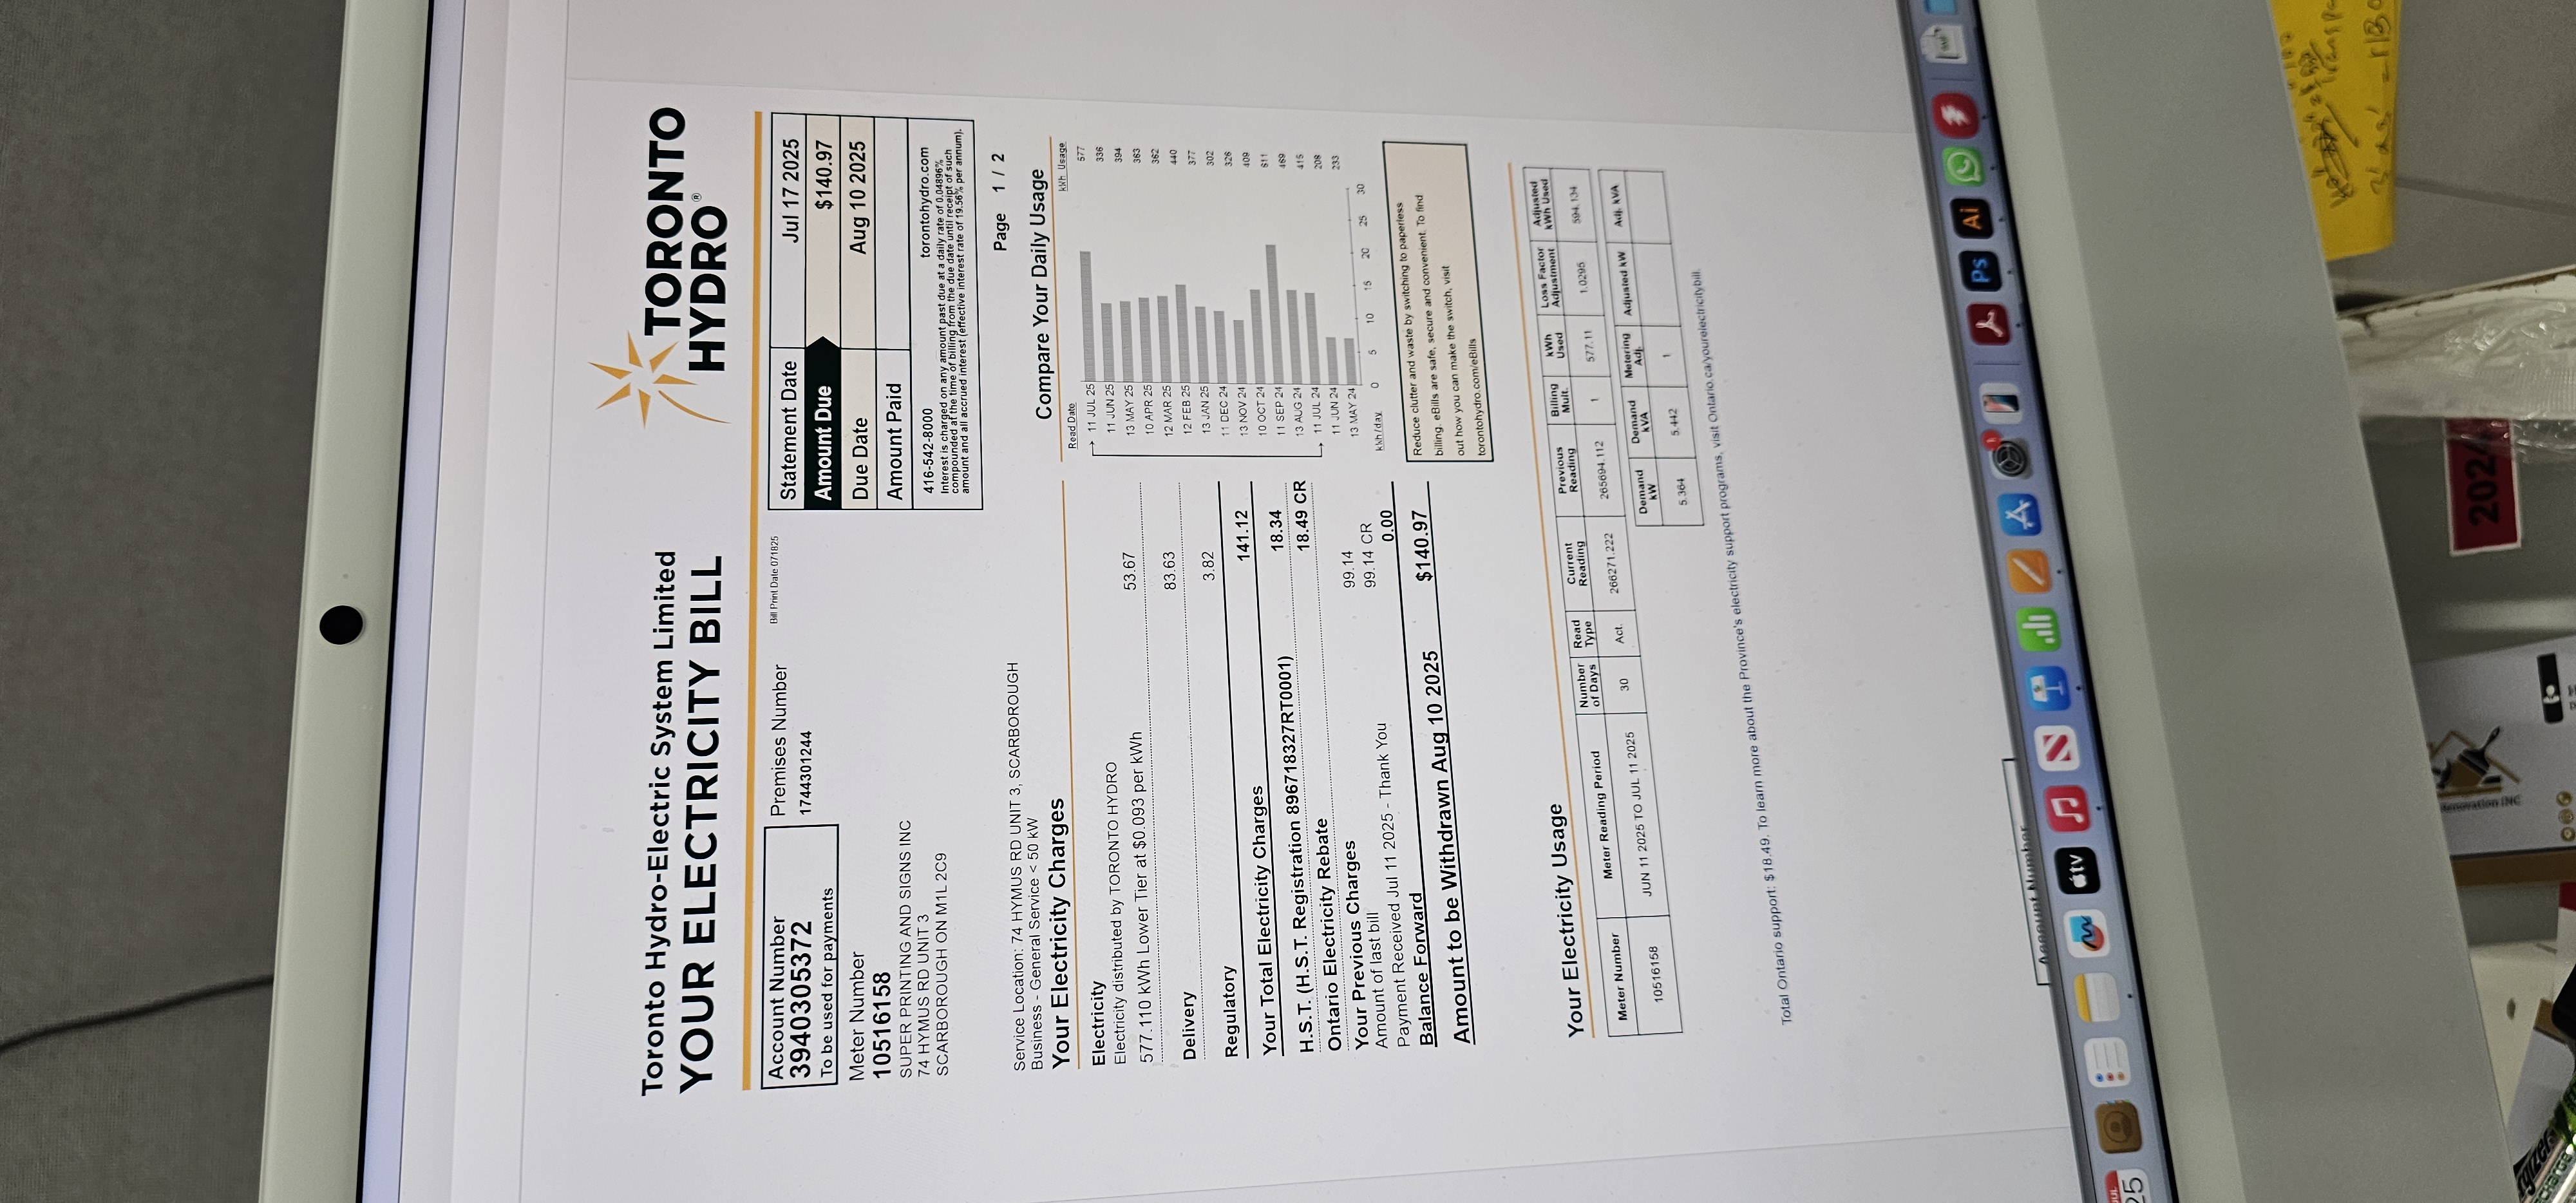 Toronto Hydro-Electric System Limited
YOUR ELECTRICITY BILL
TORONTO
HYDRO®
Account Number
3940305372
To be used for payments
Premises Number
1744301244
Bill Print Date 071825
Statement Date Jul 17 2025
Amount Due $140.97
Due Date Aug 10 2025
Amount Paid
416-542-8000 torontohydro.com
Interest is charged on any amount past due at a daily rate of 0.04896%
compounded at the time of billing from the due date until receipt of such
amount and all accrued interest (effective interest rate of 19.56% per annum).
Meter Number
10516158
SUPER PRINTING AND SIGNS INC
74 HYMUS RD UNIT 3
SCARBOROUGH ON M1L 2C9
Page 1 / 2
Service Location: 74 HYMUS RD UNIT 3, SCARBOROUGH
Business - General Service < 50 kW
Your Electricity Charges
Electricity
Electricity distributed by TORONTO HYDRO
577.110 kWh Lower Tier at $0.093 per kWh 53.67
Delivery 83.63
Regulatory 3.82
Your Total Electricity Charges 141.12
H.S.T. (H.S.T. Registration 896718327RT0001) 18.34
Ontario Electricity Rebate 18.49 CR
Your Previous Charges
Amount of last bill 99.14
Payment Received Jul 11 2025 - Thank You 99.14 CR
Balance Forward 0.00
Amount to be Withdrawn Aug 10 2025 $140.97
Compare Your Daily Usage
Read Date kWh Usage
11 JUL 25 577
11 JUN 25 336
13 MAY 25 394
10 APR 25 363
12 MAR 25 362
12 FEB 25 440
13 JAN 25 377
11 DEC 24 302
13 NOV 24 326
10 OCT 24 409
11 SEP 24 611
13 AUG 24 469
11 JUL 24 415
11 JUN 24 208
13 MAY 24 233
kWh/day 0 5 10 15 20 25 30
Reduce clutter and waste by switching to paperless
billing. eBills are safe, secure and convenient. To find
out how you can make the switch, visit
torontohydro.com/eBills
Your Electricity Usage
Meter Number Meter Reading Period Number of Days Read Type Current Reading Previous Reading Billing Mult. kWh Used Loss Factor Adjustment Adjusted kWh Used
10516158 JUN 11 2025 TO JUL 11 2025 30 Act. 266271.222 265694.112 1 577.11 1.0295 594.134
Demand kW Demand kVA Metering Adj. Adjusted kW Adj. kVA
5.364 5.442 1
Total Ontario support: $18.49. To learn more about the Province's electricity support programs, visit Ontario.ca/yourelectricitybill.
Account Number
JUL
25
tv
Ps
Ai
1
2024